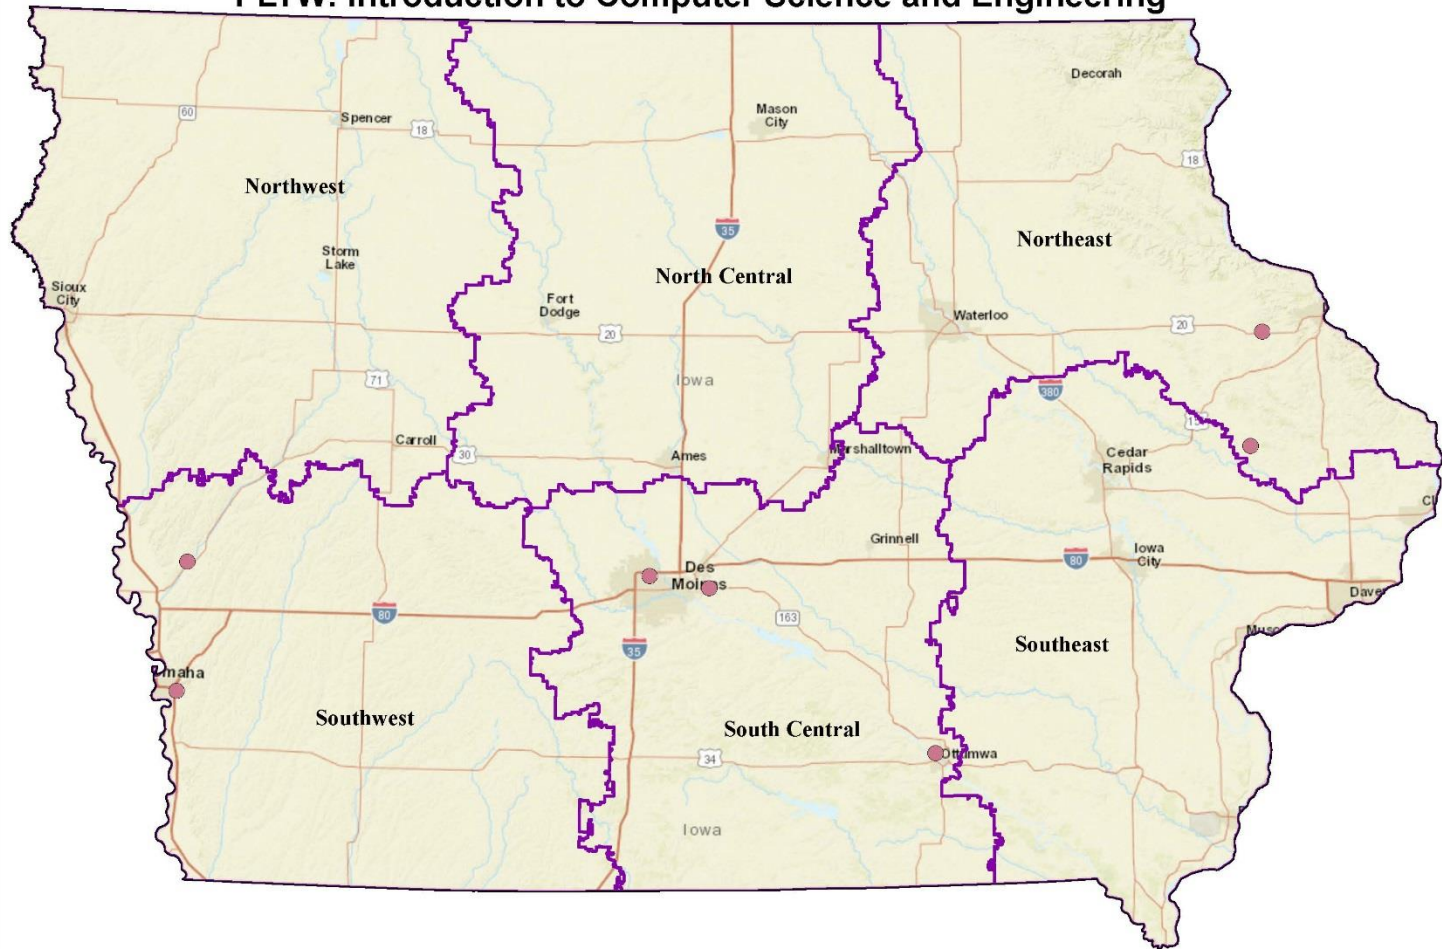 PLTW: Introduction to Computer Science and Engineering
Decorah
Mason
City
60
Spencer
18
18
Northwest
Northeast
35
Storm
Lake
North Central
Sioux
City
Fort
Dodge
Waterloo
20
20
Iowa
71
380
Carroll
30
Ames
Marshalltown
Cedar
Rapids
Grinnell
Iowa
City
80
Des
Moines
80
163
35
Southeast
maha
Southwest
South Central
Ottumwa
34
Iowa